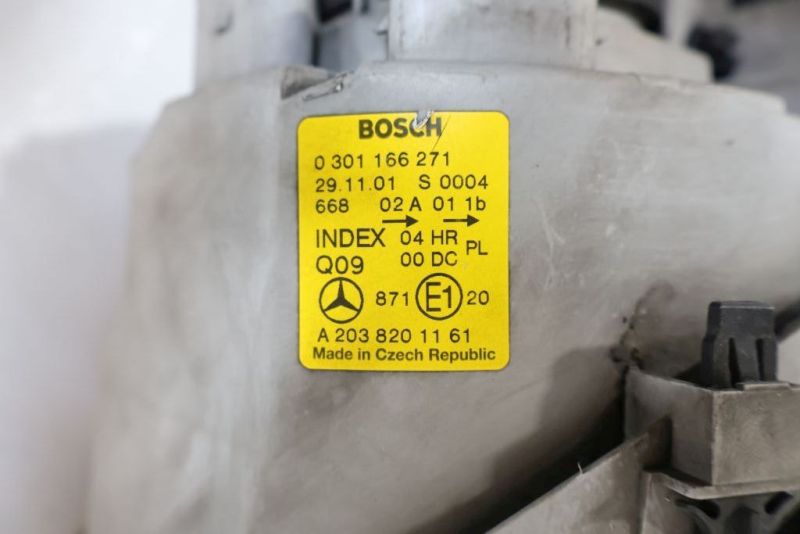 BOSCH
0 301 166 271
29.11.01 S 0004
668 02 A 01 1b
INDEX 04 HR PL
Q09 00 DC
871 E1 20
A 203 820 11 61
Made in Czech Republic